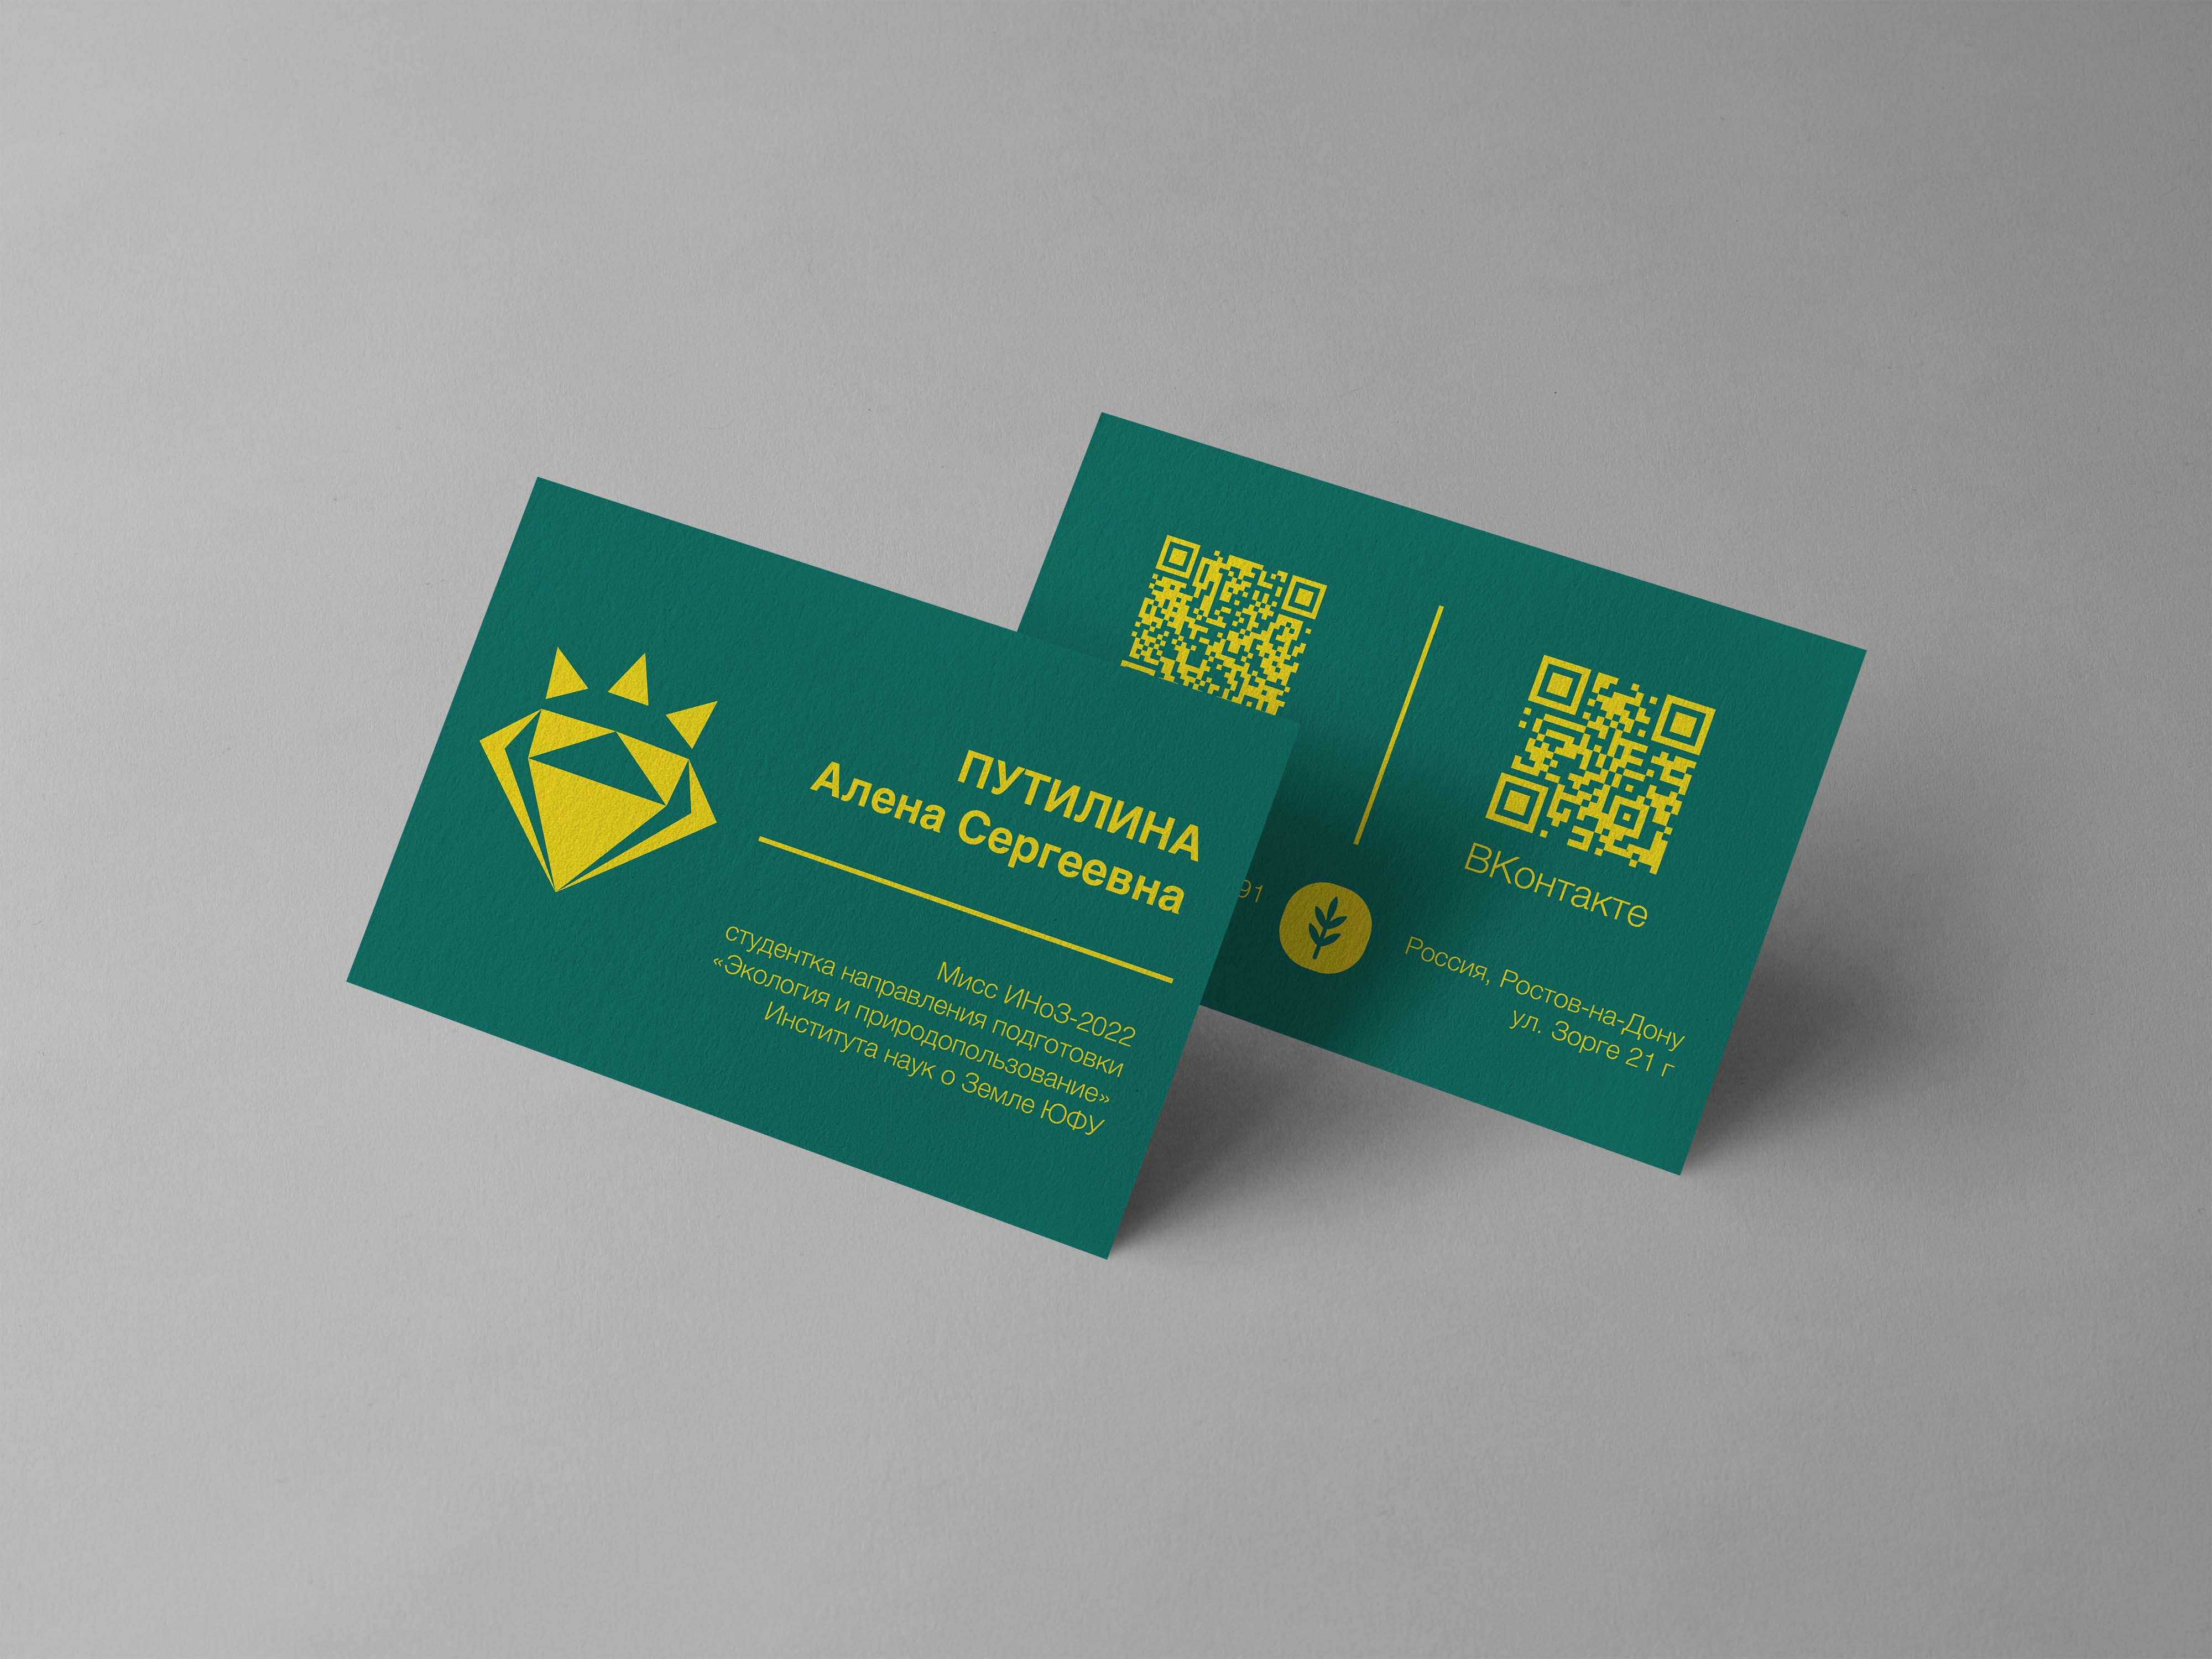 ПУТИЛИНА
Алена Сергеевна
Мисс ИНоЗ-2022
студентка направления подготовки
«Экология и природопользование»
Института наук о Земле ЮФУ
ВКонтакте
91
Россия, Ростов-на-Дону
ул. Зорге 21 г